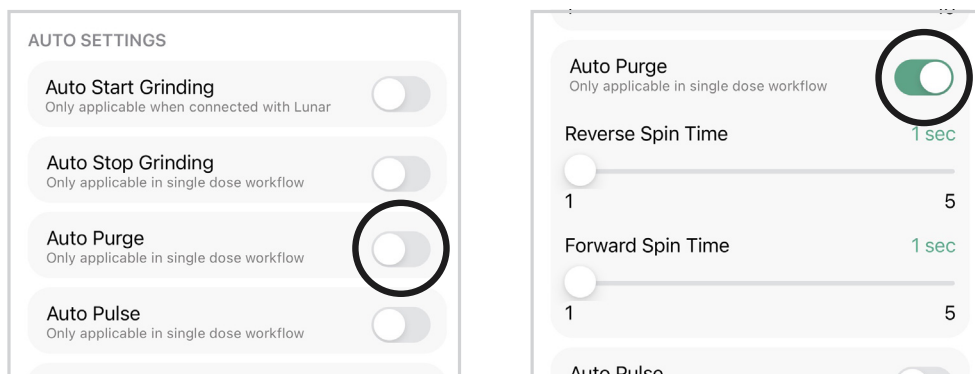 AUTO SETTINGS
Auto Start Grinding
Only applicable when connected with Lunar
Auto Stop Grinding
Only applicable in single dose workflow
Auto Purge
Only applicable in single dose workflow
Auto Pulse
Only applicable in single dose workflow
Auto Purge
Only applicable in single dose workflow
Reverse Spin Time 1 sec
1 5
Forward Spin Time 1 sec
1 5
Auto Pulse